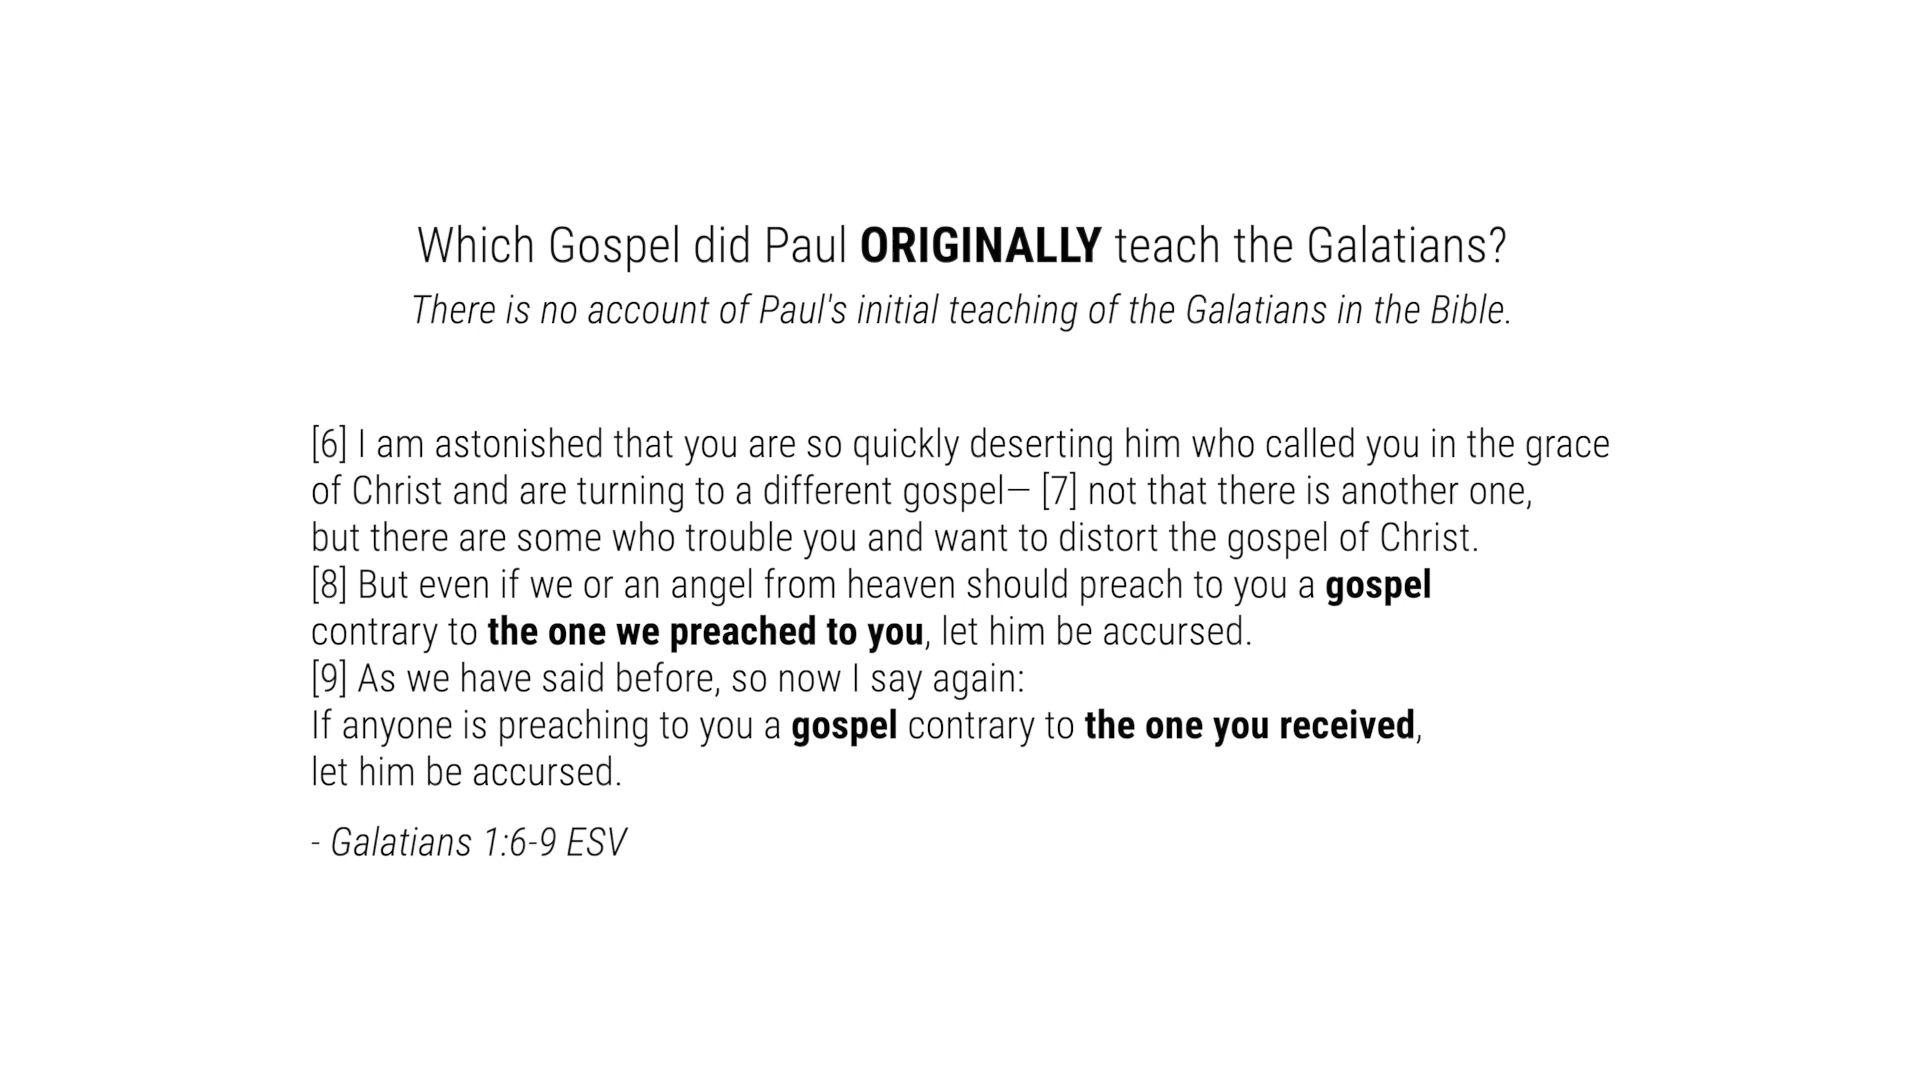 Which Gospel did Paul ORIGINALLY teach the Galatians?
There is no account of Paul's initial teaching of the Galatians in the Bible.
[6] I am astonished that you are so quickly deserting him who called you in the grace
of Christ and are turning to a different gospel— [7] not that there is another one,
but there are some who trouble you and want to distort the gospel of Christ.
[8] But even if we or an angel from heaven should preach to you a gospel
contrary to the one we preached to you, let him be accursed.
[9] As we have said before, so now I say again:
If anyone is preaching to you a gospel contrary to the one you received,
let him be accursed.
- Galatians 1:6-9 ESV